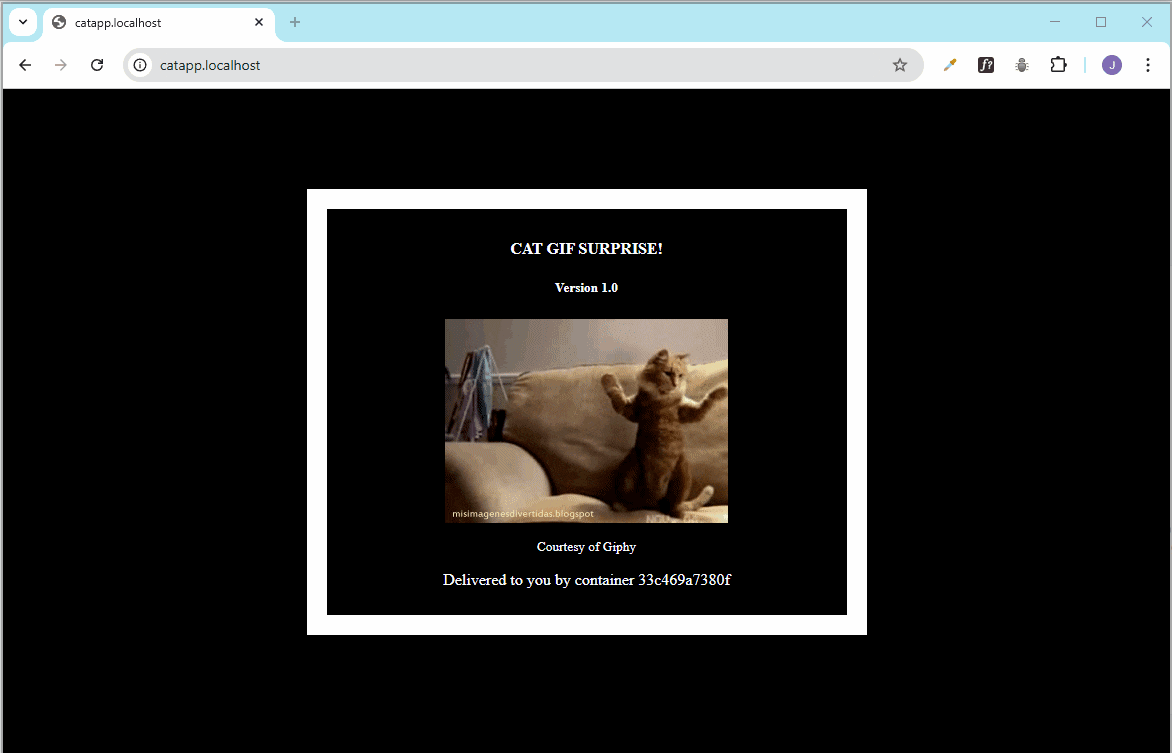 catapp.localhost
catapp.localhost
f?
J
CAT GIF SURPRISE!
Version 1.0
misimagenesdivertidas.blogspot
Courtesy of Giphy
Delivered to you by container 33c469a7380f